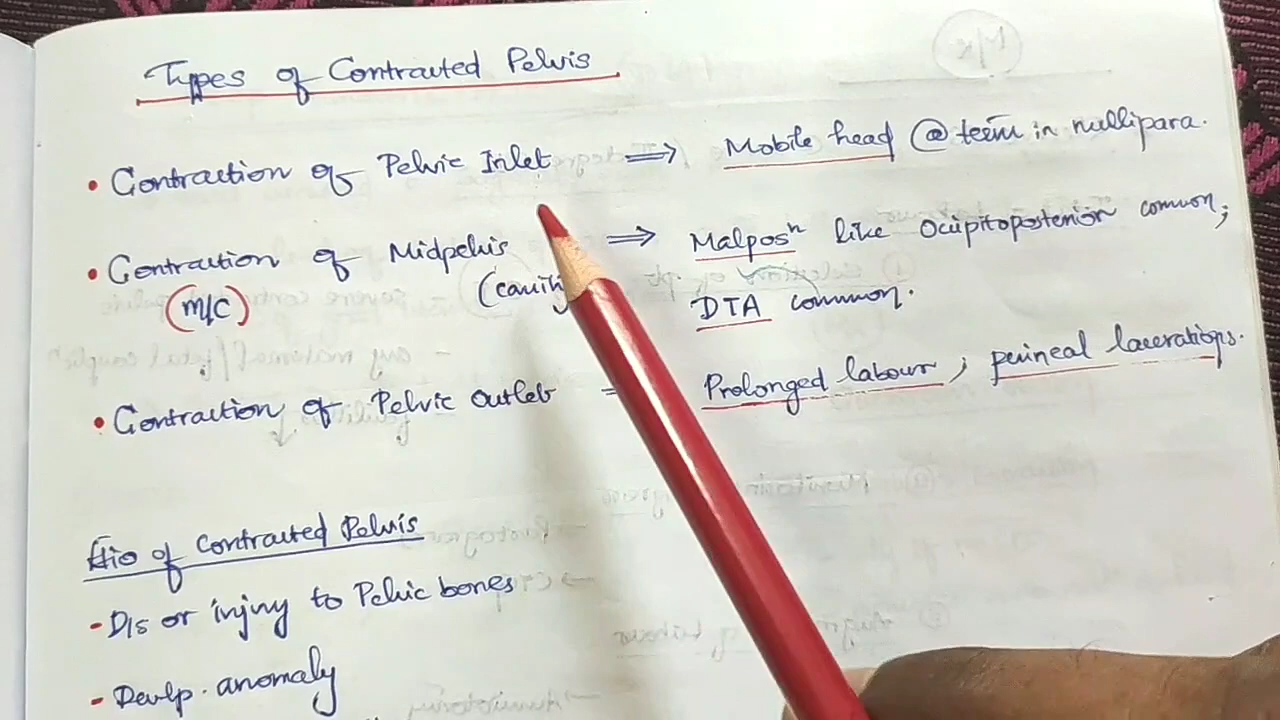 Types of Contracted Pelvis
• Contraction of Pelvic Inlet ⇒ Mobile head @ term in nullipara.
• Contraction of Midpelvis ⇒ Malposⁿ like Occipitoposterior common;
(M/C) (cavity DTA common.
• Contraction of Pelvic outlet = Prolonged labour, perineal lacerations.
Etio of contracted Pelvis
- D/s or injury to Pelvic bones
- Devlp. anomaly